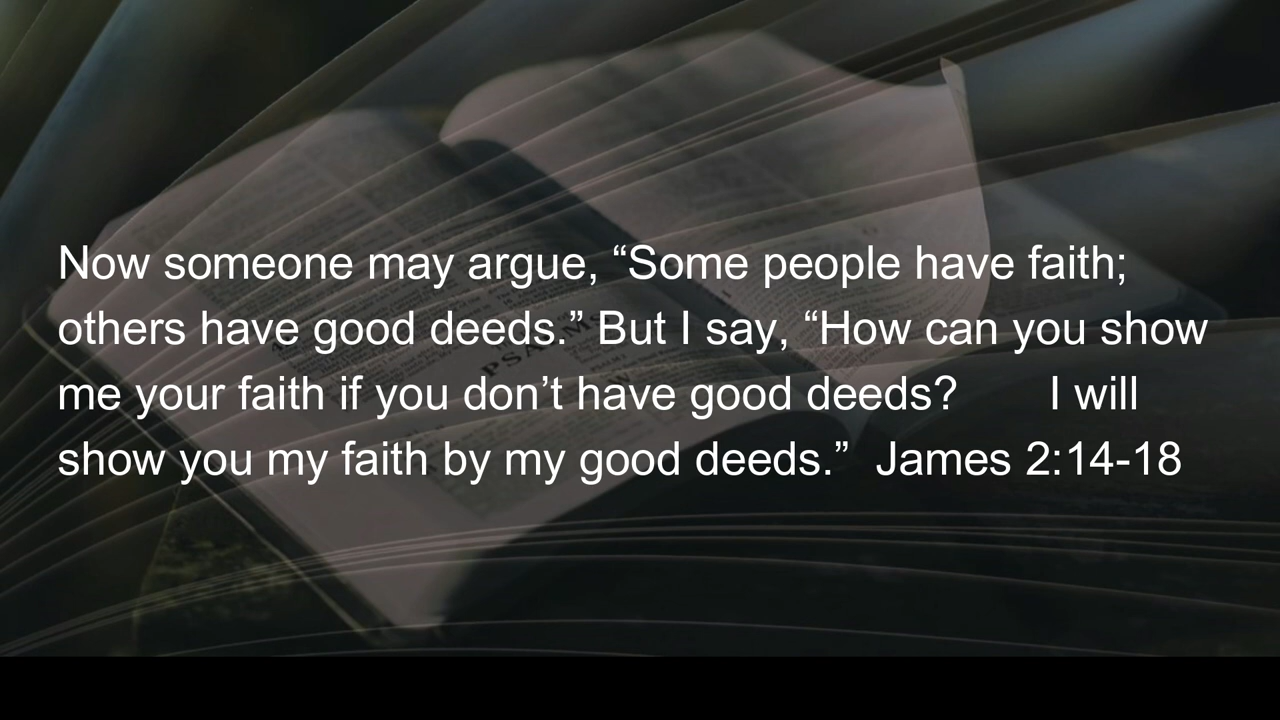 Now someone may argue, “Some people have faith;
others have good deeds.” But I say, “How can you show
me your faith if you don’t have good deeds? I will
show you my faith by my good deeds.” James 2:14-18
PSALMS